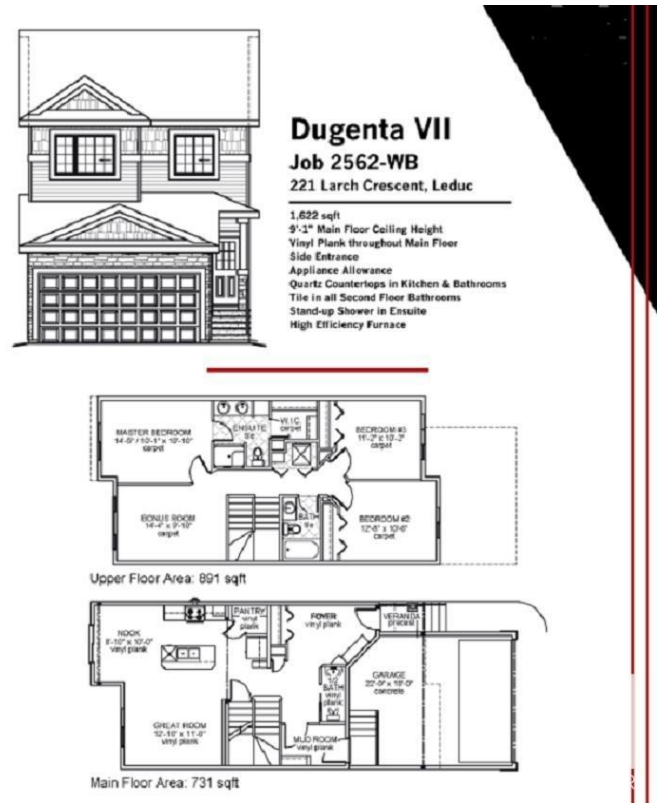 Dugenta VII
Job 2562-WB
221 Larch Crescent, Leduc
1,622 sqft
9'-1" Main Floor Ceiling Height
Vinyl Plank throughout Main Floor
Side Entrance
Appliance Allowance
Quartz Countertops in Kitchen & Bathrooms
Tile in all Second Floor Bathrooms
Stand-up Shower in Ensuite
High Efficiency Furnace
MASTER BEDROOM
carpet
ENSUITE
tile
W.I.C.
carpet
BEDROOM #3
carpet
BONUS ROOM
carpet
BATH
tile
BEDROOM #2
carpet
Upper Floor Area: 891 sqft
NOOK
vinyl plank
PANTRY
vinyl
plank
FOYER
vinyl plank
VERANDA
precast
GARAGE
concrete
1/2
BATH
vinyl
plank
GREAT ROOM
vinyl plank
MUD ROOM
vinyl plank
Main Floor Area: 731 sqft